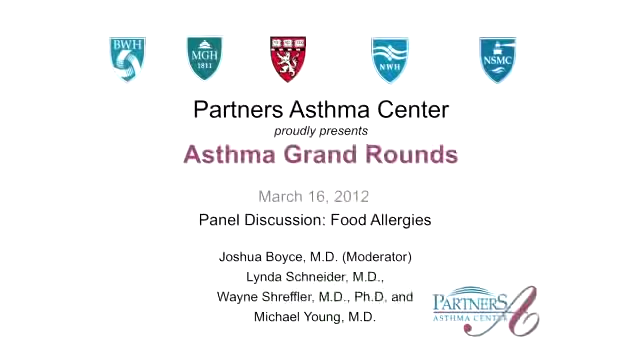 BWH
MGH
1811
NWH
NSMC
Partners Asthma Center
proudly presents
Asthma Grand Rounds
March 16, 2012
Panel Discussion: Food Allergies
Joshua Boyce, M.D. (Moderator)
Lynda Schneider, M.D.,
Wayne Shreffler, M.D., Ph.D, and
Michael Young, M.D.
PARTNERS
ASTHMA CENTER